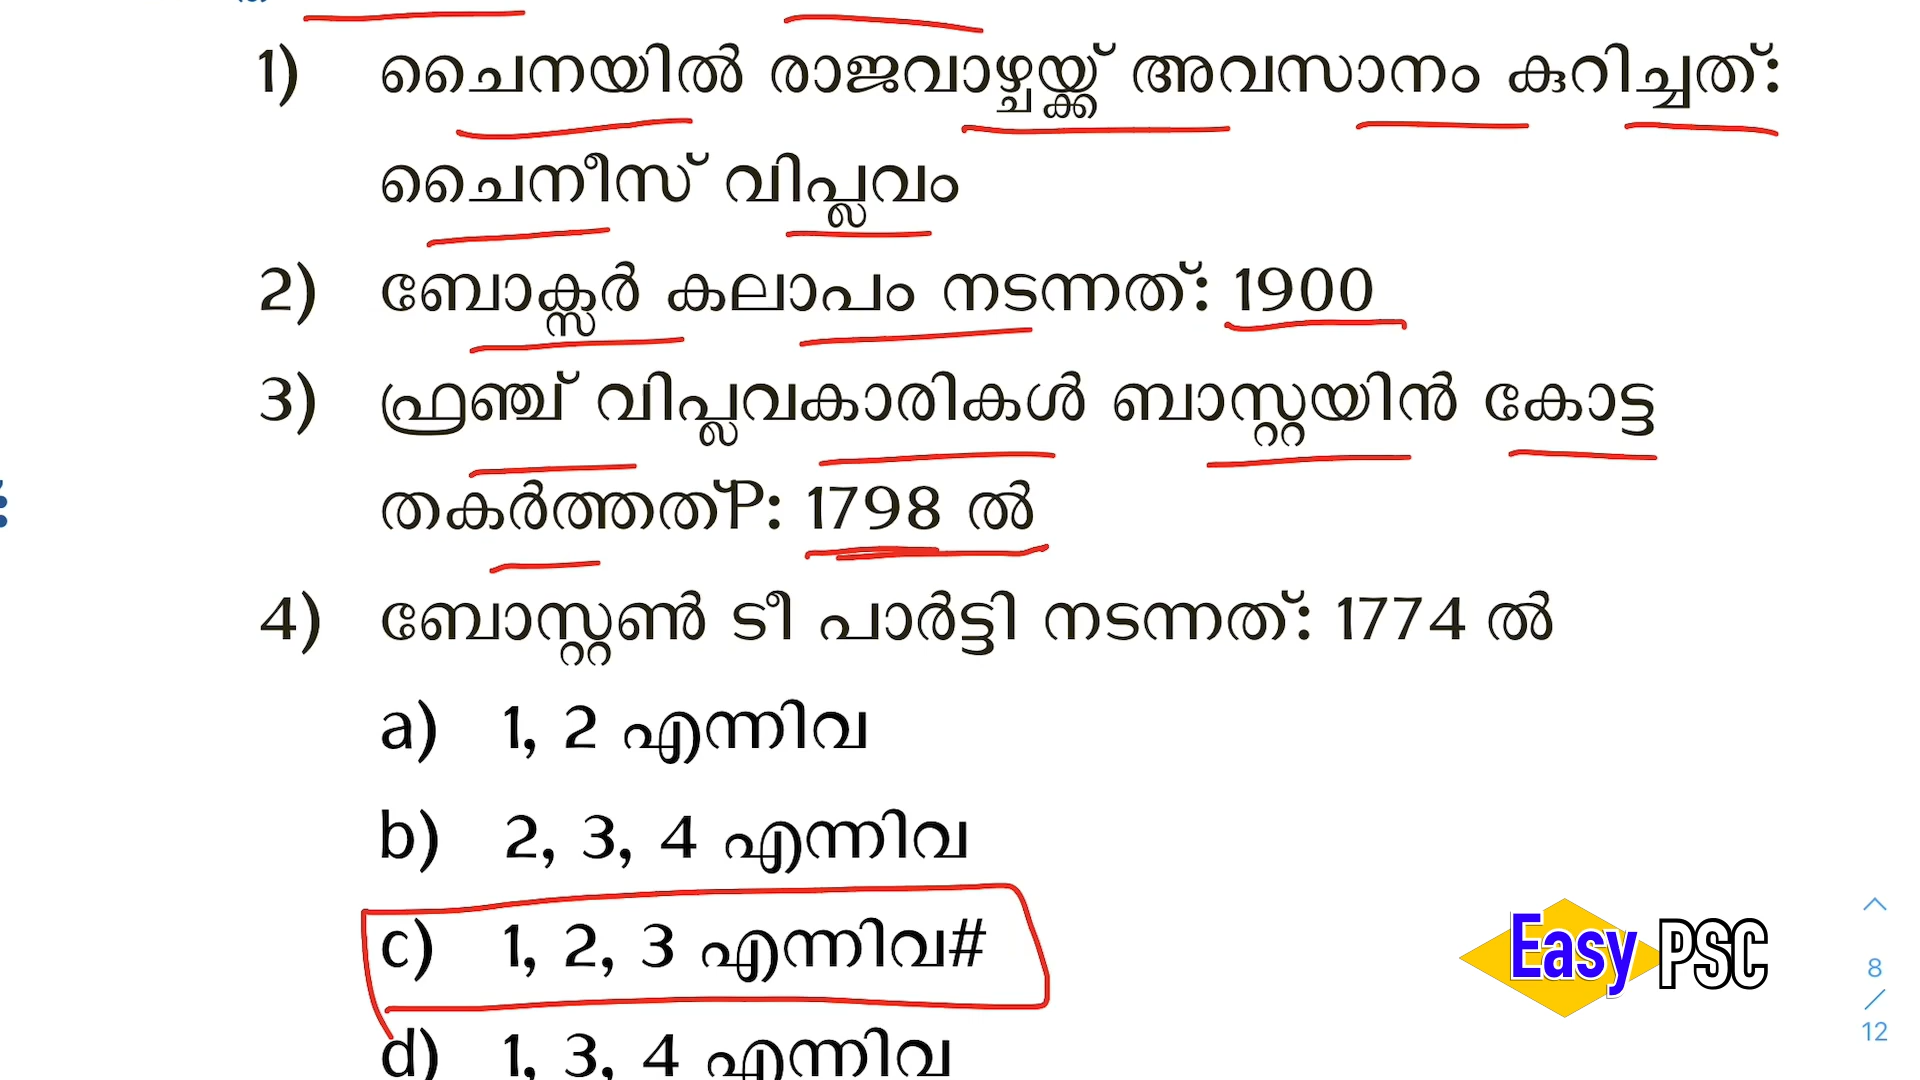 1) ചൈനയിൽ രാജവാഴ്ചയ്ക്ക് അവസാനം കുറിച്ചത്:
ചൈനീസ് വിപ്ലവം
2) ബോക്സർ കലാപം നടന്നത്: 1900
3) ഫ്രഞ്ച് വിപ്ലവകാരികൾ ബാസ്റ്റയിൻ കോട്ട
തകർത്തത്P: 1798 ൽ
4) ബോസ്റ്റൺ ടീ പാർട്ടി നടന്നത്: 1774 ൽ
a) 1, 2 എന്നിവ
b) 2, 3, 4 എന്നിവ
c) 1, 2, 3 എന്നിവ#
d) 1, 3, 4 എന്നിവ
Easy PSC
8
/
12